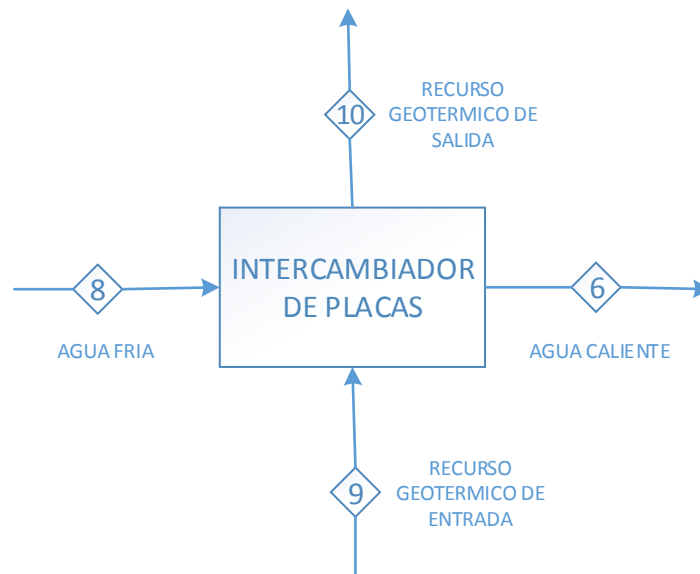 10
RECURSO
GEOTERMICO DE
SALIDA
INTERCAMBIADOR
DE PLACAS
8
6
AGUA FRIA
AGUA CALIENTE
9
RECURSO
GEOTERMICO DE
ENTRADA